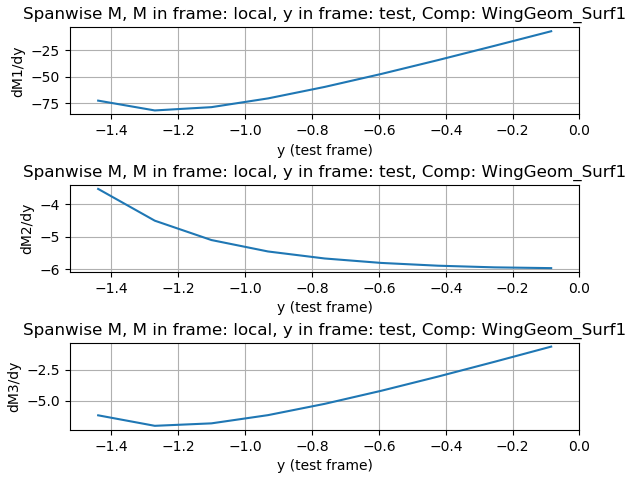 Spanwise M, M in frame: local, y in frame: test, Comp: WingGeom_Surf1
dM1/dy
−25
−50
−75
−1.4 −1.2 −1.0 −0.8 −0.6 −0.4 −0.2 0.0
y (test frame)
Spanwise M, M in frame: local, y in frame: test, Comp: WingGeom_Surf1
dM2/dy
−4
−5
−6
−1.4 −1.2 −1.0 −0.8 −0.6 −0.4 −0.2 0.0
y (test frame)
Spanwise M, M in frame: local, y in frame: test, Comp: WingGeom_Surf1
dM3/dy
−2.5
−5.0
−1.4 −1.2 −1.0 −0.8 −0.6 −0.4 −0.2 0.0
y (test frame)